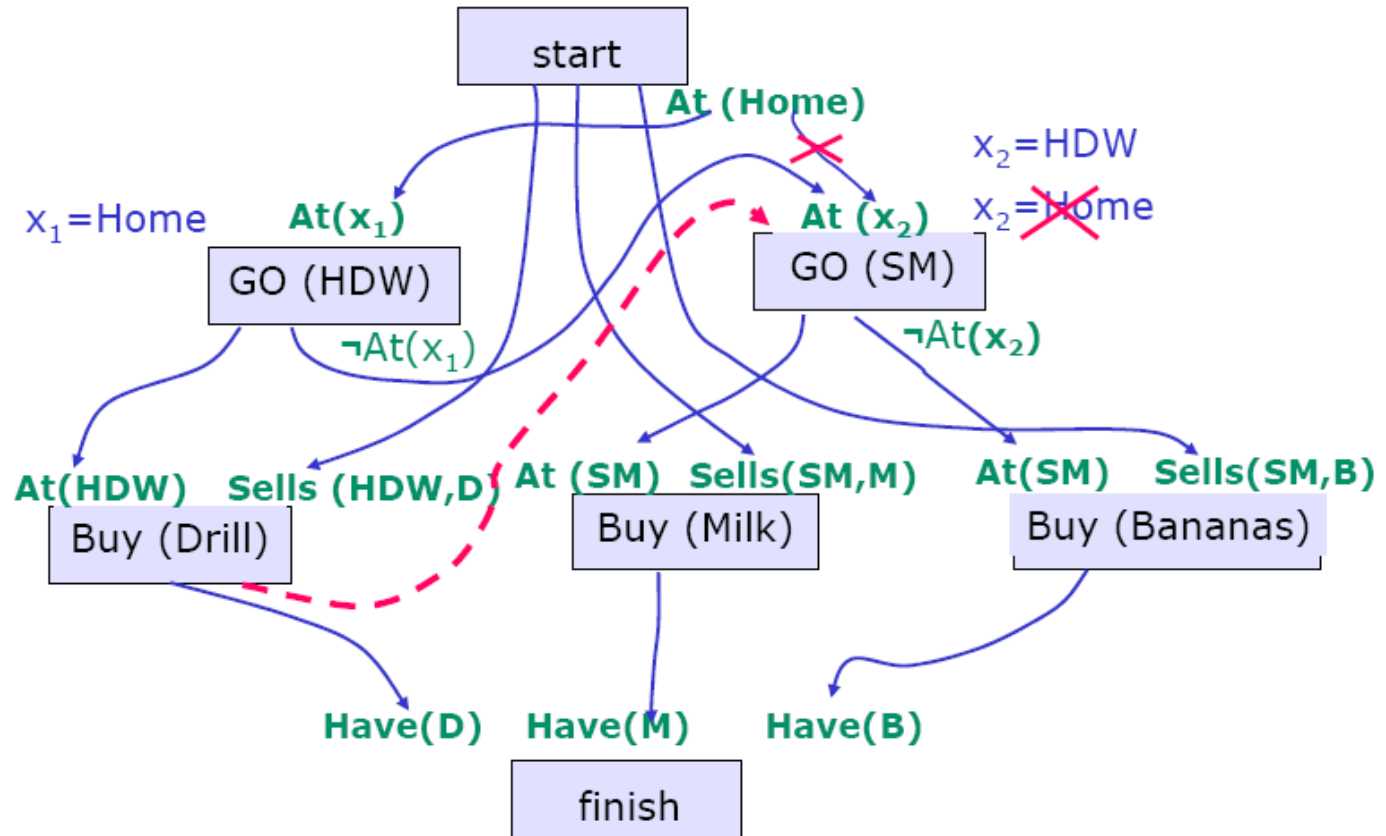 start
At (Home)
x₂=HDW
x₂=Home
x₁=Home
At(x₁)
At (x₂)
GO (HDW)
GO (SM)
¬At(x₁)
¬At(x₂)
At(HDW)
Sells (HDW,D)
At (SM)
Sells(SM,M)
At(SM)
Sells(SM,B)
Buy (Drill)
Buy (Milk)
Buy (Bananas)
Have(D)
Have(M)
Have(B)
finish